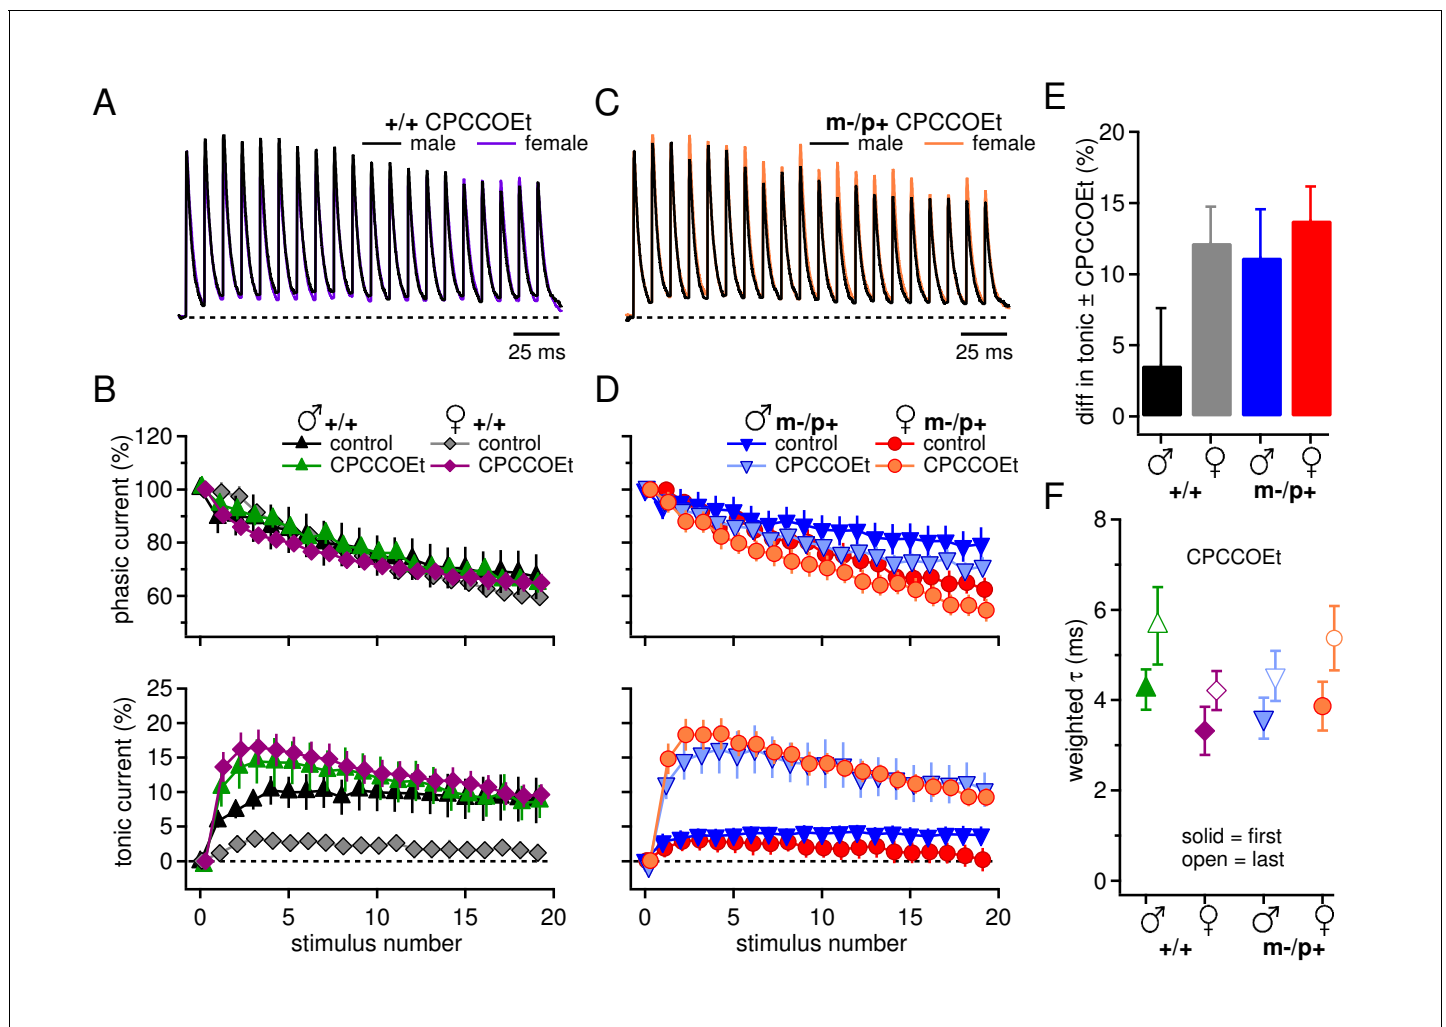 A
+/+ CPCCOEt
male female
25 ms
C
m-/p+ CPCCOEt
male female
25 ms
E
diff in tonic ± CPCCOEt (%)
20
15
10
5
0
♂ ♀ ♂ ♀
+/+ m-/p+
B
♂ +/+ ♀ +/+
control control
CPCCOEt CPCCOEt
phasic current (%)
120
100
80
60
tonic current (%)
25
20
15
10
5
0
0 5 10 15 20
stimulus number
D
♂ m-/p+ ♀ m-/p+
control control
CPCCOEt CPCCOEt
0 5 10 15 20
stimulus number
F
CPCCOEt
weighted τ (ms)
8
6
4
2
0
solid = first
open = last
♂ ♀ ♂ ♀
+/+ m-/p+